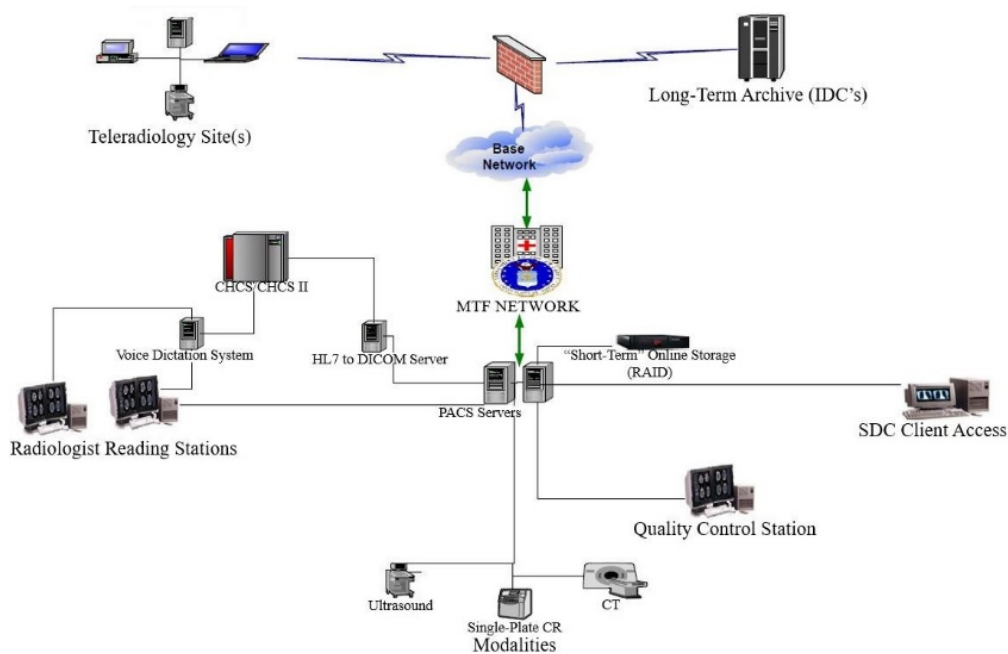 Teleradiology Site(s)
Long-Term Archive (IDC's)
Base
Network
MTF NETWORK
CHCS/CHCS II
Voice Dictation System
HL7 to DICOM Server
"Short-Term" Online Storage
(RAID)
PACS Servers
Radiologist Reading Stations
SDC Client Access
Quality Control Station
Ultrasound
CT
Single-Plate CR
Modalities